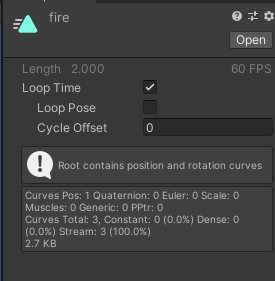 fire
Open
Length 2.000 60 FPS
Loop Time
Loop Pose
Cycle Offset 0
Root contains position and rotation curves
Curves Pos: 1 Quaternion: 0 Euler: 0 Scale: 0
Muscles: 0 Generic: 0 PPtr: 0
Curves Total: 3, Constant: 0 (0.0%) Dense: 0
(0.0%) Stream: 3 (100.0%)
2.7 KB